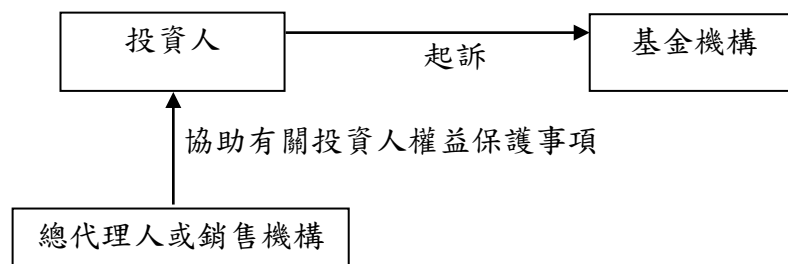 投資人
起訴
基金機構
協助有關投資人權益保護事項
總代理人或銷售機構